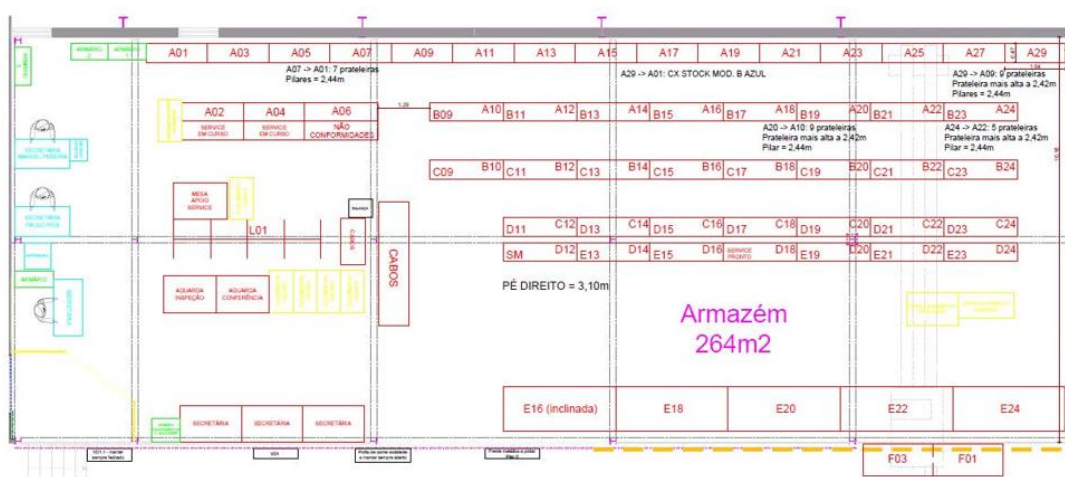 A01 A03 A05 A07 A09 A11 A13 A15 A17 A19 A21 A23 A25 A27 A29
A07 -> A01: 7 prateleiras
Pilares = 2,44m
A29 -> A01: CX STOCK MOD. B AZUL
A29 -> A09: 9 prateleiras
Prateleira mais alta a 2,42m
Pilares = 2,44m
A02 A04 A06
SERVICE EM CURSO
SERVICE EM CURSO
NÃO CONFORMIDADES
A10 A12 A14 A16 A18 A20 A22 A24
B09 B11 B13 B15 B17 B19 B21 B23
A20 -> A10: 9 prateleiras
Prateleira mais alta a 2,42m
Pilar = 2,44m
A24 -> A22: 5 prateleiras
Prateleira mais alta a 2,42m
Pilares = 2,44m
B10 B12 B14 B16 B18 B20 B22 B24
C09 C11 C13 C15 C17 C19 C21 C23
MESA
APOIO
SERVICE
L01
CABOS
CABOS
C12 C14 C16 C18 C20 C22 C24
D11 D13 D15 D17 D19 D21 D23
D12 D14 D16 D18 D20 D22 D24
SM E13 E15 SERVICE PRONTO E19 E21 E23
AGUARDA
INSPEÇÃO
AGUARDA
CONFERÊNCIA
PÉ DIREITO = 3,10m
Armazém
264m2
E16 (inclinada) E18 E20 E22 E24
SECRETÁRIA SECRETÁRIA SECRETÁRIA
F03 F01